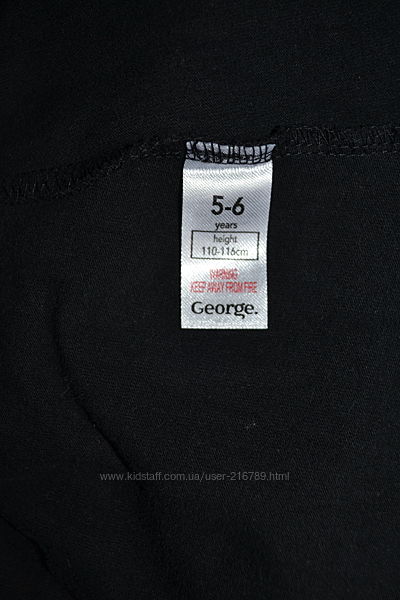 5-6
years
height
110-116cm
WARNING
KEEP AWAY FROM FIRE
George.
www.kidstaff.com.ua/user-216789.html